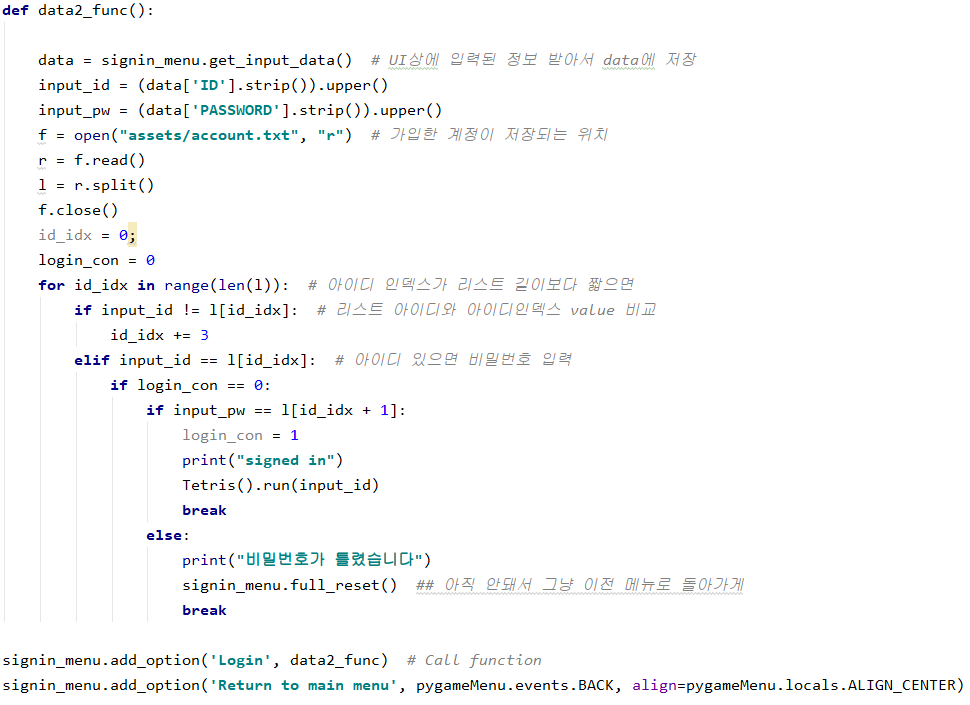 def data2_func():
data = signin_menu.get_input_data()  # UI상에 입력된 정보 받아서 data에 저장
input_id = (data['ID'].strip()).upper()
input_pw = (data['PASSWORD'].strip()).upper()
f = open("assets/account.txt", "r")  # 가입한 계정이 저장되는 위치
r = f.read()
l = r.split()
f.close()
id_idx = 0;
login_con = 0
for id_idx in range(len(l)):  # 아이디 인덱스가 리스트 길이보다 짧으면
if input_id != l[id_idx]:  # 리스트 아이디와 아이디인덱스 value 비교
id_idx += 3
elif input_id == l[id_idx]:  # 아이디 있으면 비밀번호 입력
if login_con == 0:
if input_pw == l[id_idx + 1]:
login_con = 1
print("signed in")
Tetris().run(input_id)
break
else:
print("비밀번호가 틀렸습니다")
signin_menu.full_reset()  ## 아직 안돼서 그냥 이전 메뉴로 돌아가게
break
signin_menu.add_option('Login', data2_func)  # Call function
signin_menu.add_option('Return to main menu', pygameMenu.events.BACK, align=pygameMenu.locals.ALIGN_CENTER)